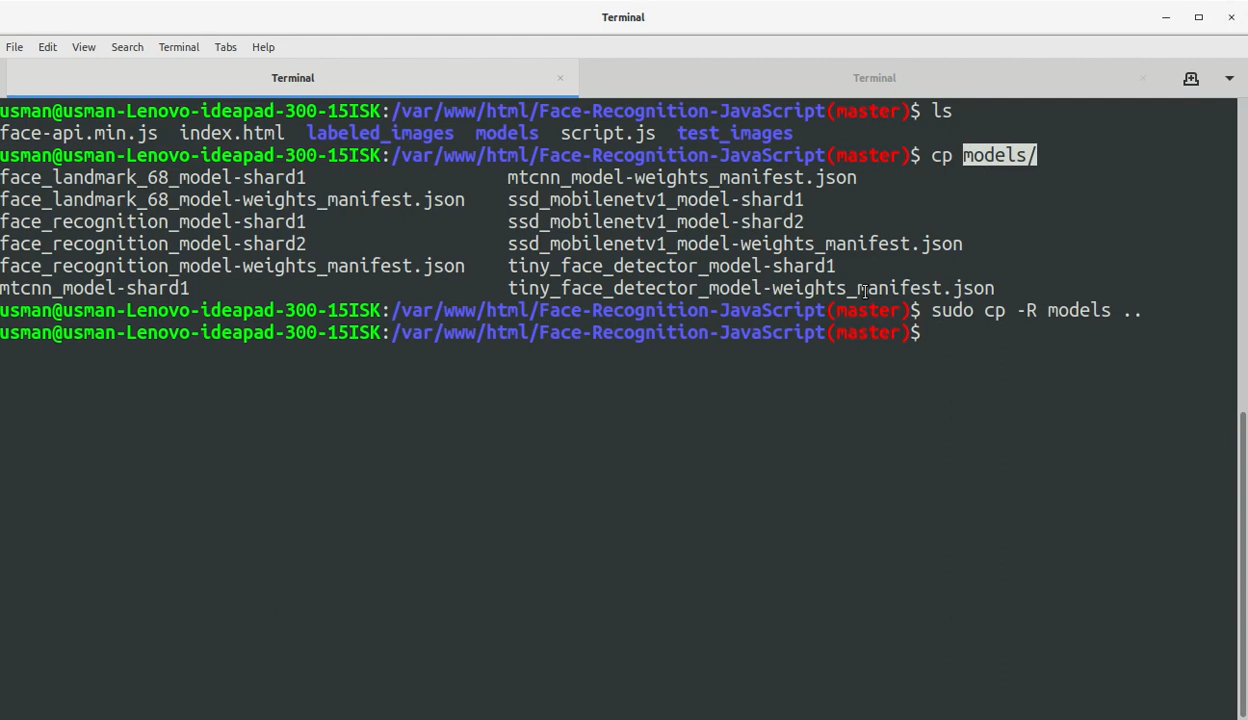 Terminal
File Edit View Search Terminal Tabs Help
Terminal Terminal
usman@usman-Lenovo-ideapad-300-15ISK:/var/www/html/Face-Recognition-JavaScript(master)$ ls
face-api.min.js index.html labeled_images models script.js test_images
usman@usman-Lenovo-ideapad-300-15ISK:/var/www/html/Face-Recognition-JavaScript(master)$ cp models/
face_landmark_68_model-shard1 mtcnn_model-weights_manifest.json
face_landmark_68_model-weights_manifest.json ssd_mobilenetv1_model-shard1
face_recognition_model-shard1 ssd_mobilenetv1_model-shard2
face_recognition_model-shard2 ssd_mobilenetv1_model-weights_manifest.json
face_recognition_model-weights_manifest.json tiny_face_detector_model-shard1
mtcnn_model-shard1 tiny_face_detector_model-weights_manifest.json
usman@usman-Lenovo-ideapad-300-15ISK:/var/www/html/Face-Recognition-JavaScript(master)$ sudo cp -R models ..
usman@usman-Lenovo-ideapad-300-15ISK:/var/www/html/Face-Recognition-JavaScript(master)$